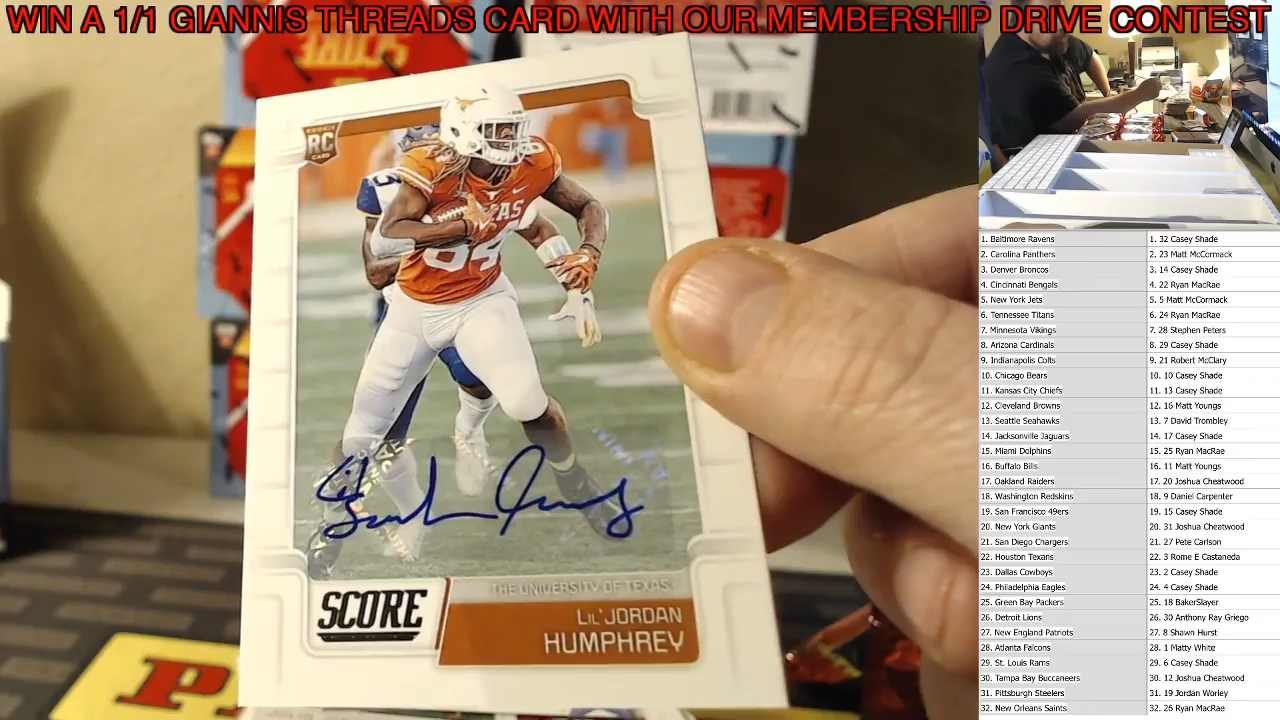 WIN A 1/1 GIANNIS THREADS CARD WITH OUR MEMBERSHIP DRIVE CONTEST
ROOKIE
RC
CARD
84
3
TEXAS
84
THE UNIVERSITY OF TEXAS
SCORE
LIL'JORDAN
HUMPHREY
P
1. Baltimore Ravens 1. 32 Casey Shade
2. Carolina Panthers 2. 23 Matt McCormack
3. Denver Broncos 3. 14 Casey Shade
4. Cincinnati Bengals 4. 22 Ryan MacRae
5. New York Jets 5. 5 Matt McCormack
6. Tennessee Titans 6. 24 Ryan MacRae
7. Minnesota Vikings 7. 28 Stephen Peters
8. Arizona Cardinals 8. 29 Casey Shade
9. Indianapolis Colts 9. 21 Robert McClary
10. Chicago Bears 10. 10 Casey Shade
11. Kansas City Chiefs 11. 13 Casey Shade
12. Cleveland Browns 12. 16 Matt Youngs
13. Seattle Seahawks 13. 7 David Trombley
14. Jacksonville Jaguars 14. 17 Casey Shade
15. Miami Dolphins 15. 25 Ryan MacRae
16. Buffalo Bills 16. 11 Matt Youngs
17. Oakland Raiders 17. 20 Joshua Cheatwood
18. Washington Redskins 18. 9 Daniel Carpenter
19. San Francisco 49ers 19. 15 Casey Shade
20. New York Giants 20. 31 Joshua Cheatwood
21. San Diego Chargers 21. 27 Pete Carlson
22. Houston Texans 22. 3 Rome E Castaneda
23. Dallas Cowboys 23. 2 Casey Shade
24. Philadelphia Eagles 24. 4 Casey Shade
25. Green Bay Packers 25. 18 BakerSlayer
26. Detroit Lions 26. 30 Anthony Ray Griego
27. New England Patriots 27. 8 Shawn Hurst
28. Atlanta Falcons 28. 1 Matty White
29. St. Louis Rams 29. 6 Casey Shade
30. Tampa Bay Buccaneers 30. 12 Joshua Cheatwood
31. Pittsburgh Steelers 31. 19 Jordan Worley
32. New Orleans Saints 32. 26 Ryan MacRae